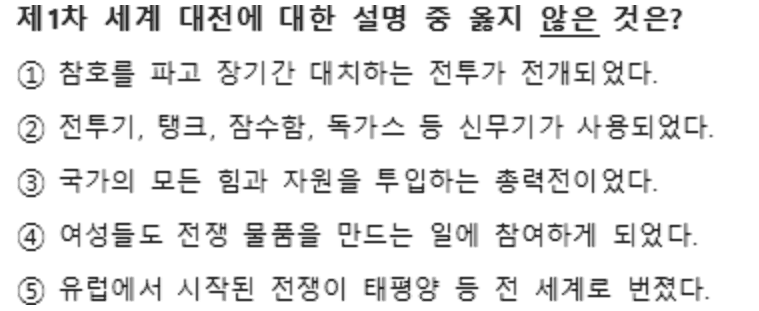 제1차 세계 대전에 대한 설명 중 옳지 않은 것은?
① 참호를 파고 장기간 대치하는 전투가 전개되었다.
② 전투기, 탱크, 잠수함, 독가스 등 신무기가 사용되었다.
③ 국가의 모든 힘과 자원을 투입하는 총력전이었다.
④ 여성들도 전쟁 물품을 만드는 일에 참여하게 되었다.
⑤ 유럽에서 시작된 전쟁이 태평양 등 전 세계로 번졌다.